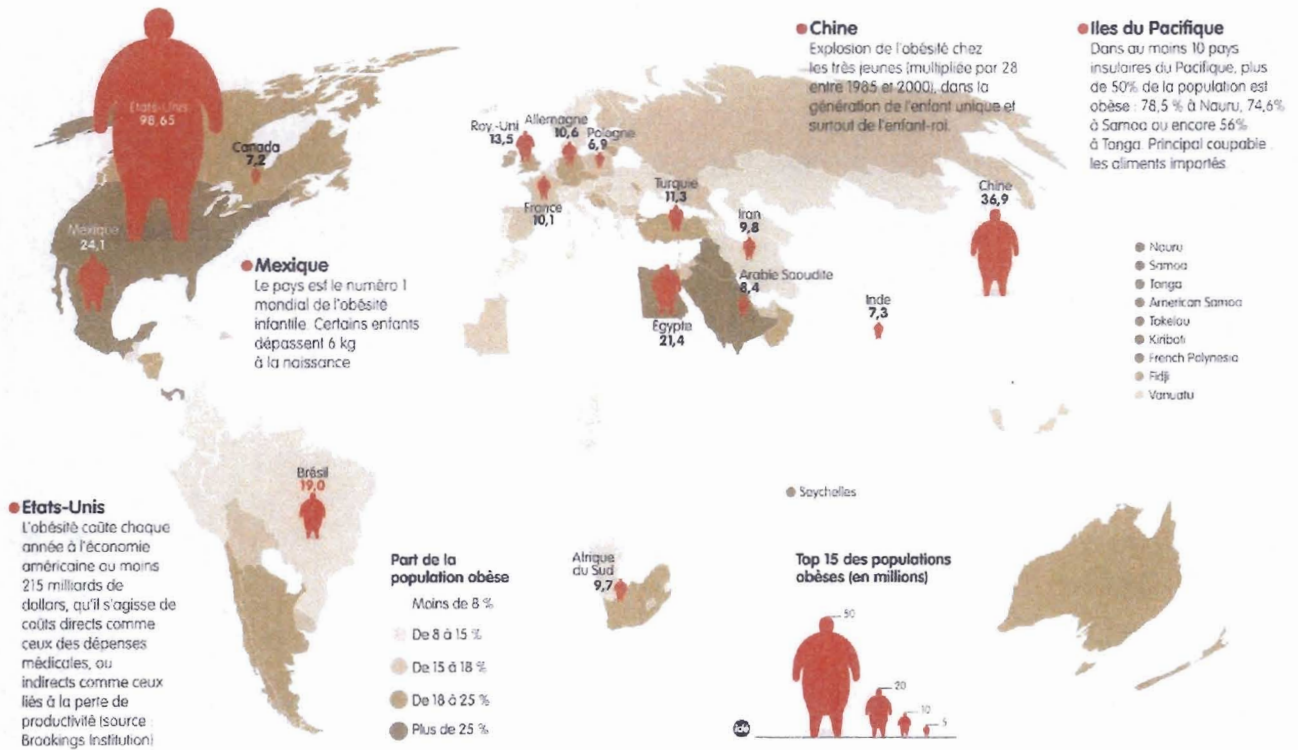 Chine
Explosion de l'obésité chez
les très jeunes (multipliée par 28
entre 1985 et 2000), dans la
génération de l'enfant unique et
surtout de l'enfant-roi.
Iles du Pacifique
Dans au moins 10 pays
insulaires du Pacifique, plus
de 50% de la population est
obèse : 78,5 % à Nauru, 74,6%
à Samoa ou encore 56%
à Tonga. Principal coupable :
les aliments importés.
Etats-Unis
98,65
Canada
7,2
Mexique
24,1
Roy.-Uni
13,5
Allemagne
10,6
Pologne
6,9
France
10,1
Turquie
11,3
Iran
9,8
Arabie Saoudite
8,4
Egypte
21,4
Inde
7,3
Chine
36,9
Mexique
Le pays est le numéro 1
mondial de l'obésité
infantile. Certains enfants
dépassent 6 kg
à la naissance
Nauru
Samoa
Tonga
American Samoa
Tokelau
Kiribati
French Polynesia
Fidji
Vanuatu
Brésil
19,0
Etats-Unis
L'obésité coûte chaque
année à l'économie
américaine au moins
215 milliards de
dollars, qu'il s'agisse de
coûts directs comme
ceux des dépenses
médicales, ou
indirects comme ceux
liés à la perte de
productivité (source :
Brookings Institution)
Part de la
population obèse
Moins de 8 %
De 8 à 15 %
De 15 à 18 %
De 18 à 25 %
Plus de 25 %
Afrique
du Sud
9,7
Seychelles
Top 15 des populations
obèses (en millions)
50
20
10
5
idé